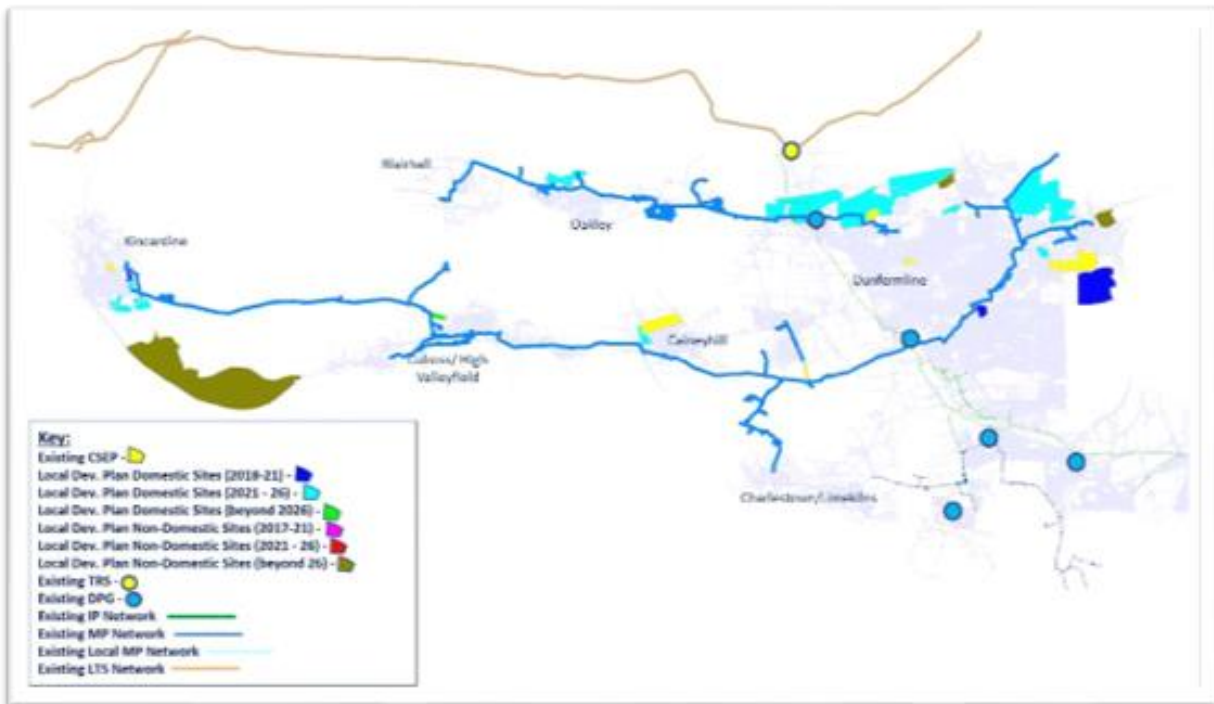 Blairhall
Oakley
Kincardine
Dunfermline
Cairneyhill
Culross/ High
Valleyfield
Charlestown/Limekilns
Key:
Existing CSEP -
Local Dev. Plan Domestic Sites (2018-21) -
Local Dev. Plan Domestic Sites (2021 - 26) -
Local Dev. Plan Domestic Sites (beyond 2026) -
Local Dev. Plan Non-Domestic Sites (2017-21) -
Local Dev. Plan Non-Domestic Sites (2021 - 26) -
Local Dev. Plan Non-Domestic Sites (beyond 26) -
Existing TRS -
Existing DPG -
Existing IP Network
Existing MP Network
Existing Local MP Network
Existing LTS Network